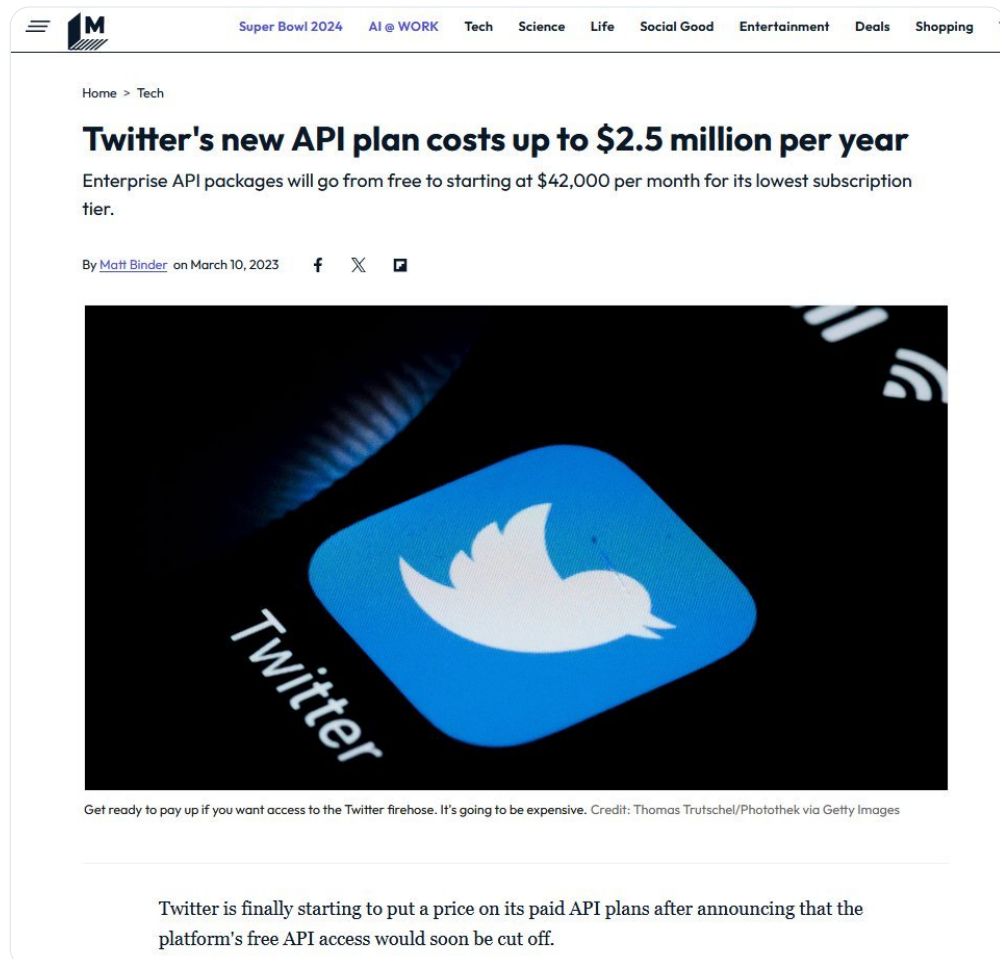 M
Super Bowl 2024 AI @ WORK Tech Science Life Social Good Entertainment Deals Shopping
Home > Tech
Twitter's new API plan costs up to $2.5 million per year
Enterprise API packages will go from free to starting at $42,000 per month for its lowest subscription
tier.
By Matt Binder on March 10, 2023
Twitter
Get ready to pay up if you want access to the Twitter firehose. It's going to be expensive. Credit: Thomas Trutschel/Photothek via Getty Images
Twitter is finally starting to put a price on its paid API plans after announcing that the
platform's free API access would soon be cut off.